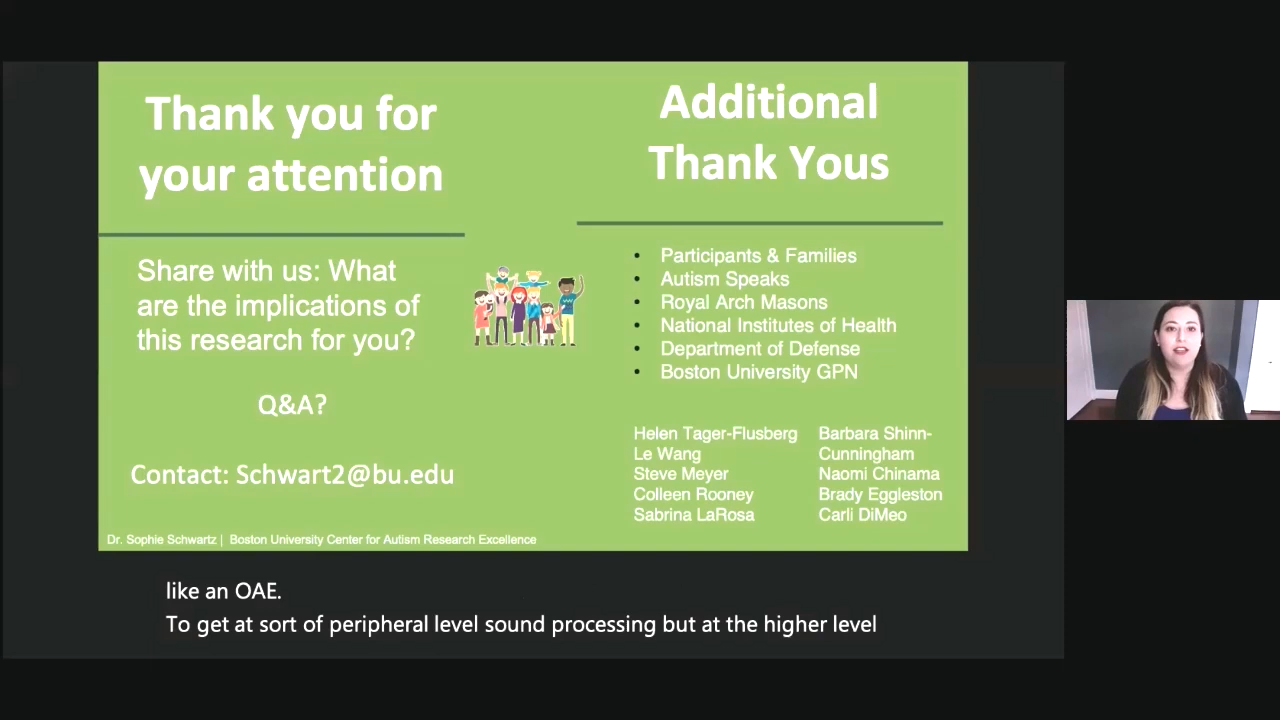 Thank you for
your attention
Share with us: What
are the implications of
this research for you?
Q&A?
Contact: Schwart2@bu.edu
Dr. Sophie Schwartz | Boston University Center for Autism Research Excellence
Additional
Thank Yous
• Participants & Families
• Autism Speaks
• Royal Arch Masons
• National Institutes of Health
• Department of Defense
• Boston University GPN
Helen Tager-Flusberg
Le Wang
Steve Meyer
Colleen Rooney
Sabrina LaRosa
Barbara Shinn-
Cunningham
Naomi Chinama
Brady Eggleston
Carli DiMeo
like an OAE.
To get at sort of peripheral level sound processing but at the higher level